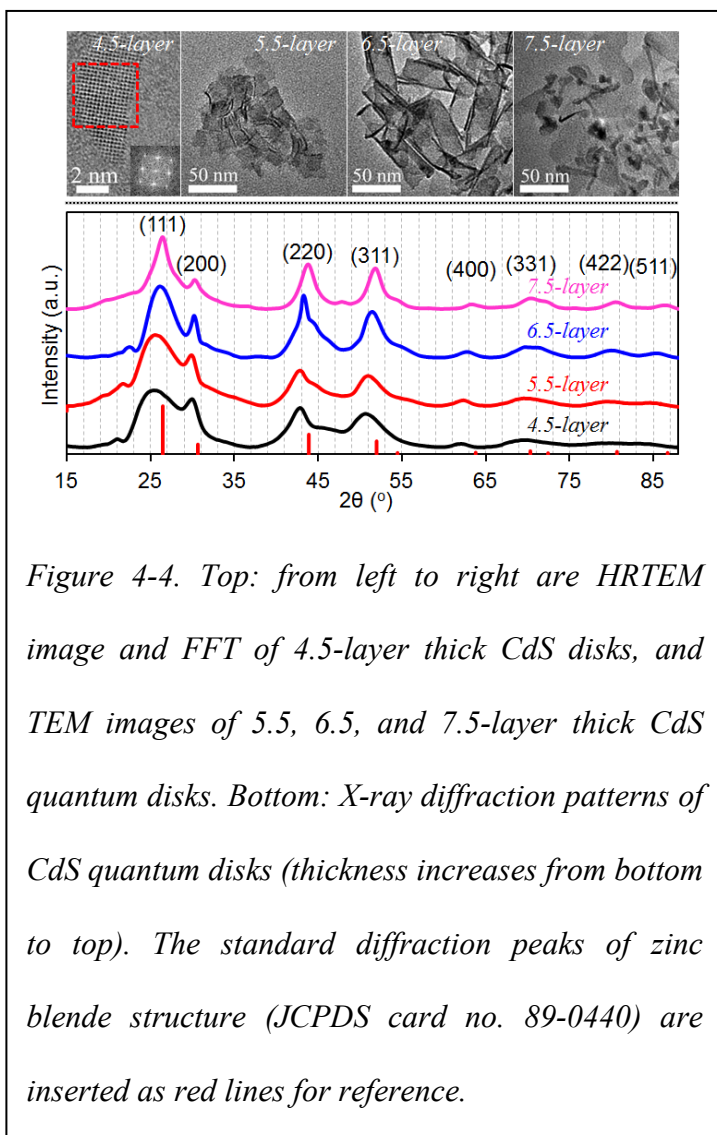 4.5-layer 5.5-layer 6.5-layer 7.5-layer
2 nm 50 nm 50 nm 50 nm
(111)
(200) (220) (311) (400) (331) (422) (511)
7.5-layer
6.5-layer
5.5-layer
4.5-layer
Intensity (a.u.)
15 25 35 45 55 65 75 85
2θ (°)
Figure 4-4. Top: from left to right are HRTEM
image and FFT of 4.5-layer thick CdS disks, and
TEM images of 5.5, 6.5, and 7.5-layer thick CdS
quantum disks. Bottom: X-ray diffraction patterns of
CdS quantum disks (thickness increases from bottom
to top). The standard diffraction peaks of zinc
blende structure (JCPDS card no. 89-0440) are
inserted as red lines for reference.